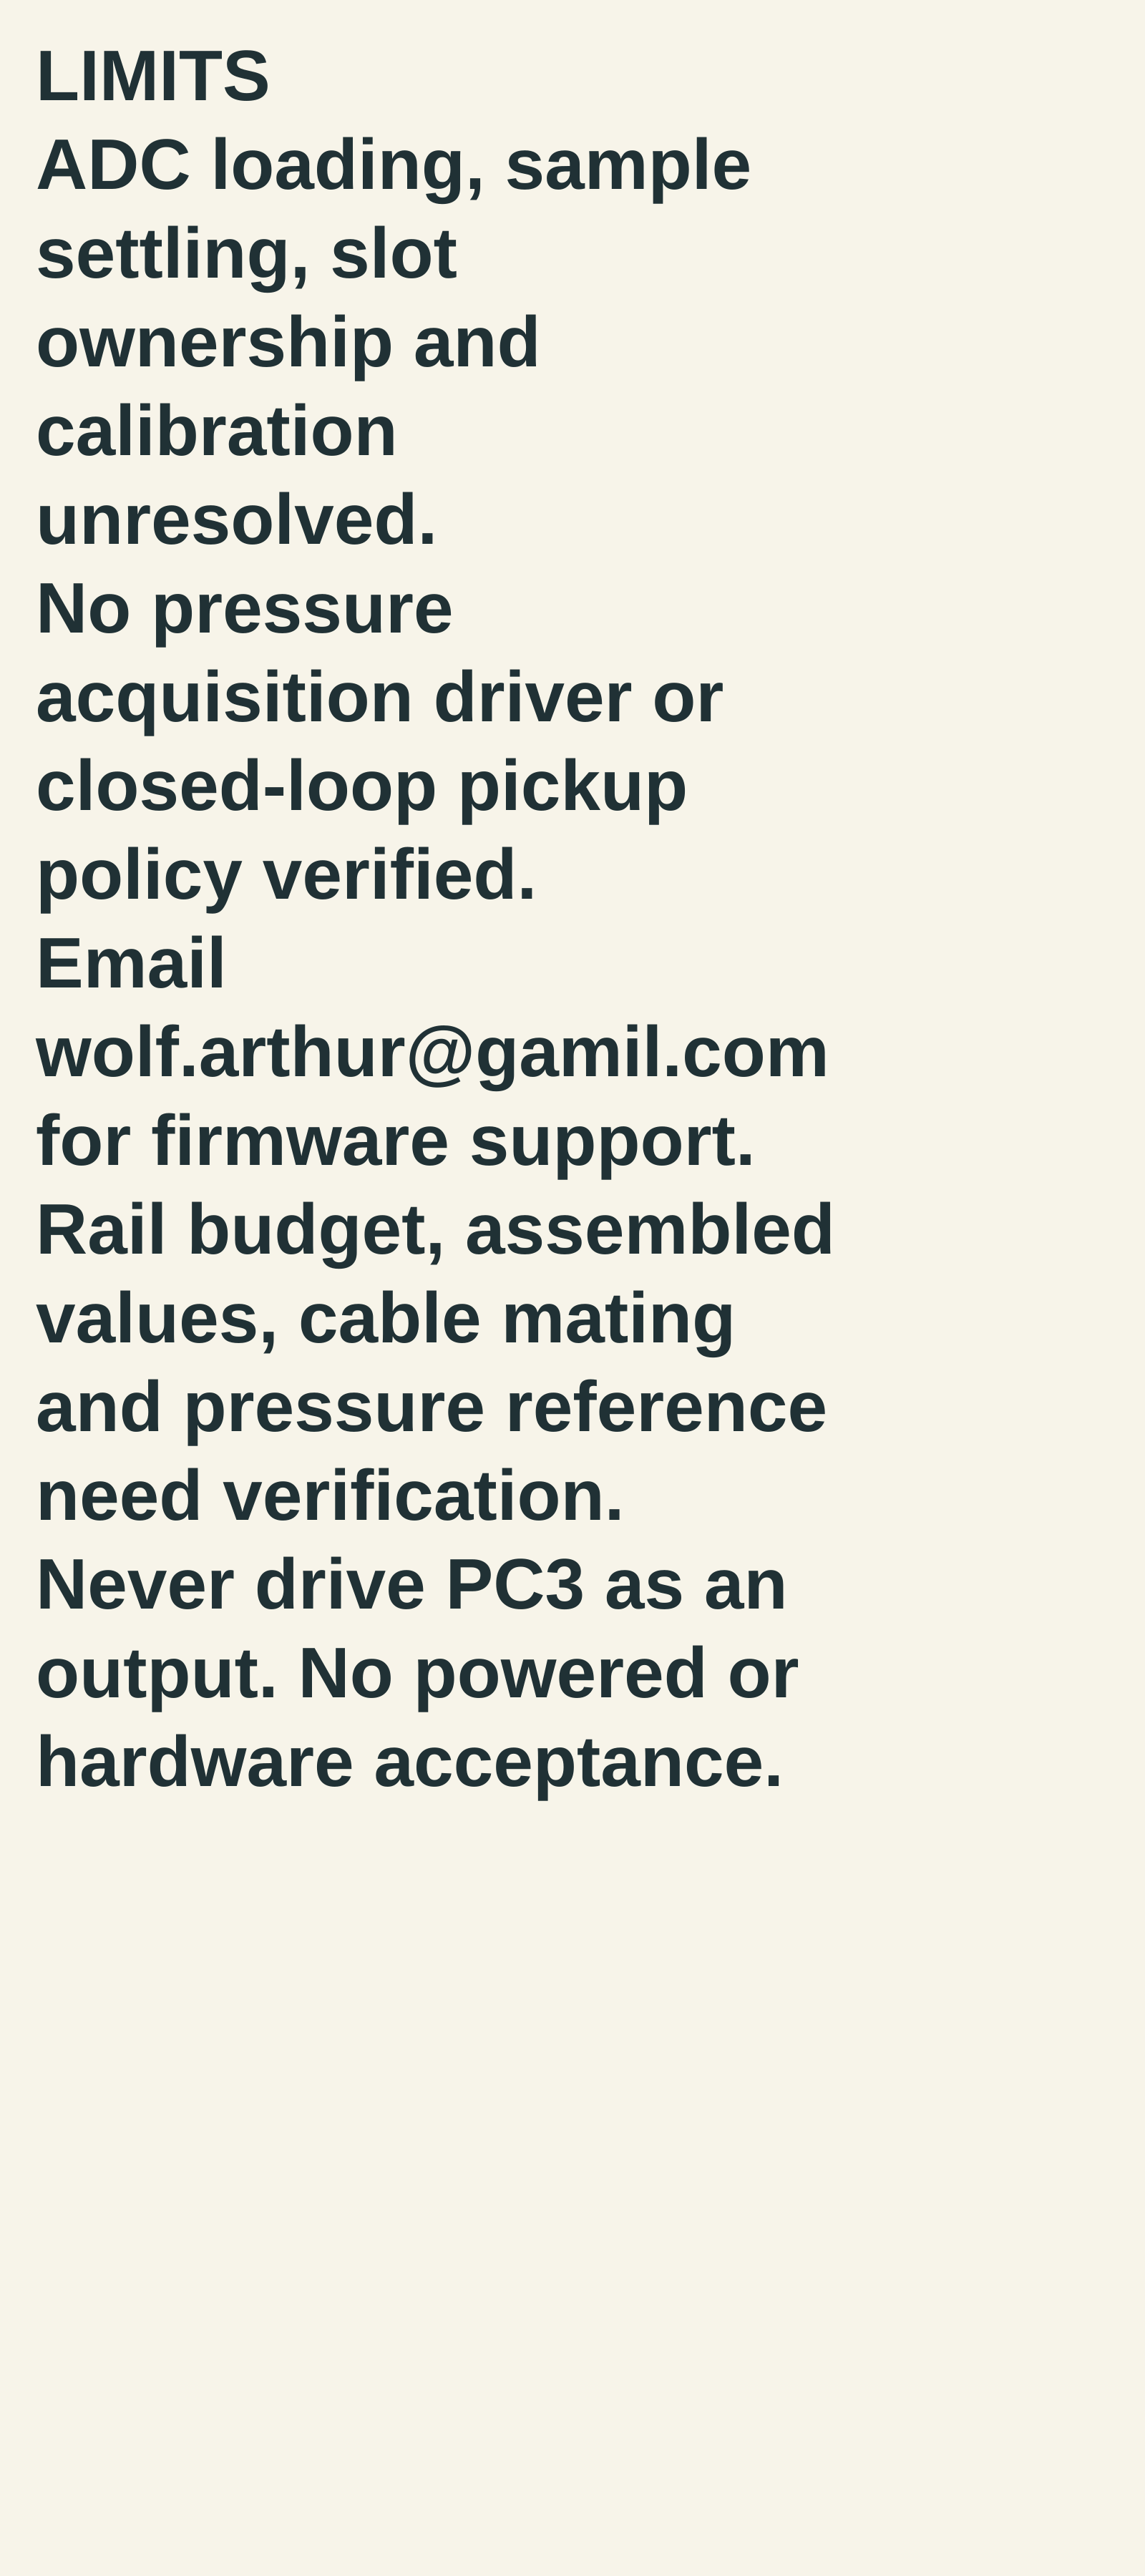 LIMITS
ADC loading, sample
settling, slot
ownership and
calibration
unresolved.
No pressure
acquisition driver or
closed-loop pickup
policy verified.
Email
wolf.arthur@gamil.com
for firmware support.
Rail budget, assembled
values, cable mating
and pressure reference
need verification.
Never drive PC3 as an
output. No powered or
hardware acceptance.